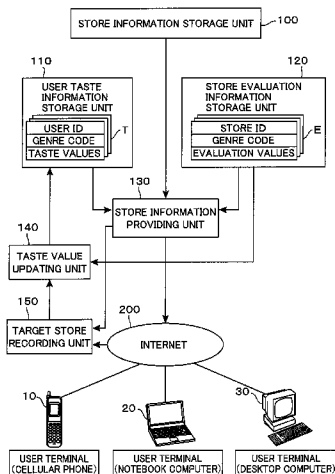 STORE INFORMATION STORAGE UNIT
100
110
USER TASTE
INFORMATION
STORAGE UNIT
USER ID
GENRE CODE
TASTE VALUES
T
120
STORE EVALUATION
INFORMATION
STORAGE UNIT
STORE ID
GENRE CODE
EVALUATION VALUES
E
130
STORE INFORMATION
PROVIDING UNIT
140
TASTE VALUE
UPDATING UNIT
150
TARGET STORE
RECORDING UNIT
200
INTERNET
10
20
30
USER TERMINAL
(CELLULAR PHONE)
USER TERMINAL
(NOTEBOOK COMPUTER)
USER TERMINAL
(DESKTOP COMPUTER)